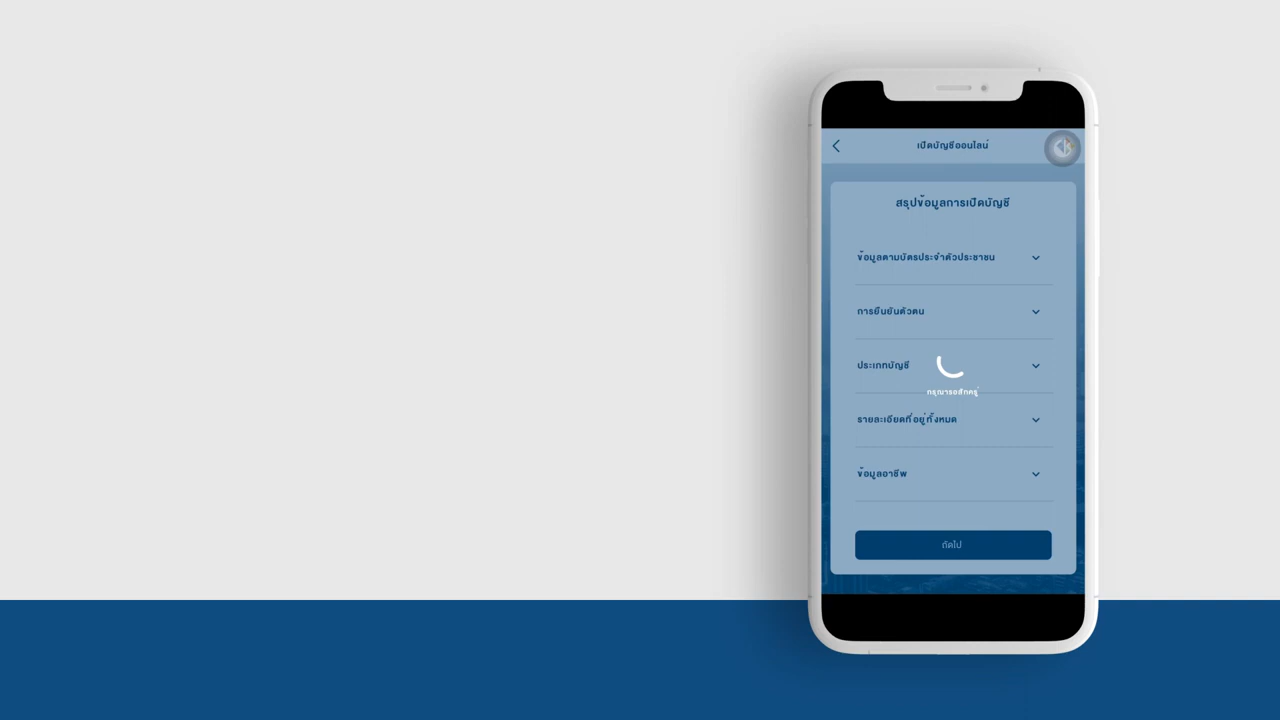 เปิดบัญชีออนไลน์
สรุปข้อมูลการเปิดบัญชี
ข้อมูลตามบัตรประจำตัวประชาชน
การยืนยันตัวตน
ประเภทบัญชี
กรุณารอสักครู่
รายละเอียดที่อยู่ทั้งหมด
ข้อมูลอาชีพ
ถัดไป